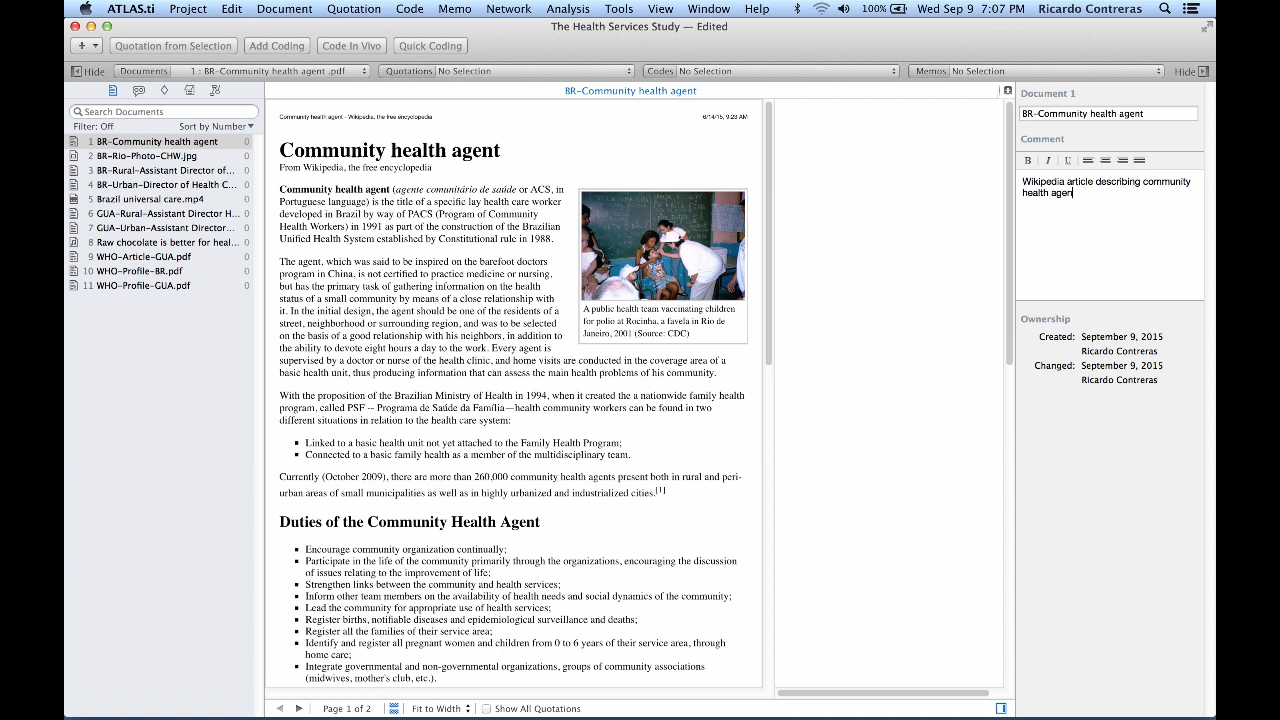 ATLAS.ti Project Edit Document Quotation Code Memo Network Analysis Tools View Window Help 100% Wed Sep 9 7:07 PM Ricardo Contreras
The Health Services Study — Edited
+ Quotation from Selection Add Coding Code In Vivo Quick Coding
Hide Documents 1 : BR-Community health agent .pdf Quotations No Selection Codes No Selection Memos No Selection Hide
Search Documents
Filter: Off Sort by Number
1 BR-Community health agent 0
2 BR-Rio-Photo-CHW.jpg 0
3 BR-Rural-Assistant Director of... 0
4 BR-Urban-Director of Health C... 0
5 Brazil universal care.mp4 0
6 GUA-Rural-Assistant Director H... 0
7 GUA-Urban-Assistant Director... 0
8 Raw chocolate is better for heal... 0
9 WHO-Article-GUA.pdf 0
10 WHO-Profile-BR.pdf 0
11 WHO-Profile-GUA.pdf 0
BR-Community health agent
Community health agent - Wikipedia, the free encyclopedia 6/14/15, 9:23 AM
Community health agent
From Wikipedia, the free encyclopedia
Community health agent (agente comunitário de saúde or ACS, in
Portuguese language) is the title of a specific lay health care worker
developed in Brazil by way of PACS (Program of Community
Health Workers) in 1991 as part of the construction of the Brazilian
Unified Health System established by Constitutional rule in 1988.
The agent, which was said to be inspired on the barefoot doctors
program in China, is not certified to practice medicine or nursing,
but has the primary task of gathering information on the health
status of a small community by means of a close relationship with
it. In the initial design, the agent should be one of the residents of a
street, neighborhood or surrounding region, and was to be selected
on the basis of a good relationship with his neighbors, in addition to
the ability to devote eight hours a day to the work. Every agent is
supervised by a doctor or nurse of the health clinic, and home visits are conducted in the coverage area of a
basic health unit, thus producing information that can assess the main health problems of his community.
A public health team vaccinating children
for polio at Rocinha, a favela in Rio de
Janeiro, 2001 (Source: CDC)
With the proposition of the Brazilian Ministry of Health in 1994, when it created the a nationwide family health
program, called PSF -- Programa de Saúde da Família—health community workers can be found in two
different situations in relation to the health care system:
Linked to a basic health unit not yet attached to the Family Health Program;
Connected to a basic family health as a member of the multidisciplinary team.
Currently (October 2009), there are more than 260,000 community health agents present both in rural and peri-
urban areas of small municipalities as well as in highly urbanized and industrialized cities.[1]
Duties of the Community Health Agent
Encourage community organization continually;
Participate in the life of the community primarily through the organizations, encouraging the discussion
of issues relating to the improvement of life;
Strengthen links between the community and health services;
Inform other team members on the availability of health needs and social dynamics of the community;
Lead the community for appropriate use of health services;
Register births, notifiable diseases and epidemiological surveillance and deaths;
Register all the families of their service area;
Identify and register all pregnant women and children from 0 to 6 years of their service area, through
home care;
Integrate governmental and non-governmental organizations, groups of community associations
(midwives, mother's club, etc.).
Page 1 of 2 Fit to Width Show All Quotations
Document 1
BR-Community health agent
Comment
B I U
Wikipedia article describing community
health agen
Ownership
Created: September 9, 2015
Ricardo Contreras
Changed: September 9, 2015
Ricardo Contreras